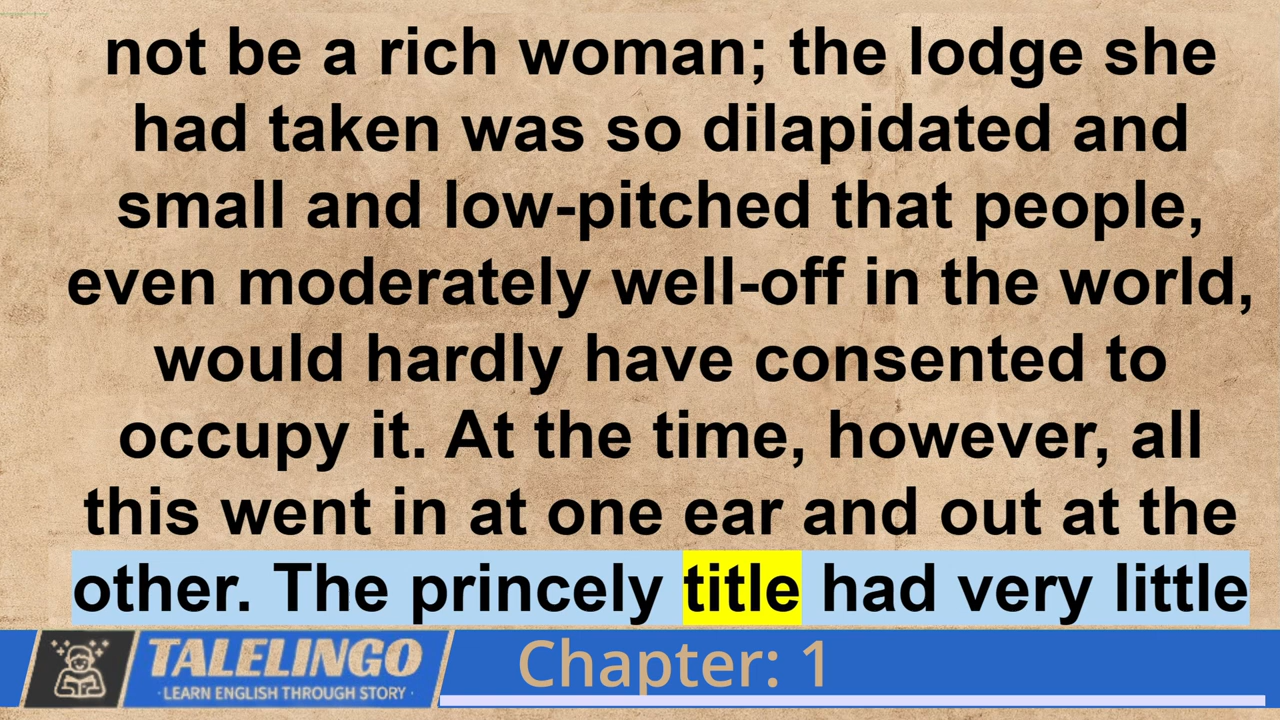 not be a rich woman; the lodge she
had taken was so dilapidated and
small and low-pitched that people,
even moderately well-off in the world,
would hardly have consented to
occupy it. At the time, however, all
this went in at one ear and out at the
other. The princely title had very little
TALELINGO
·LEARN ENGLISH THROUGH STORY·
Chapter: 1